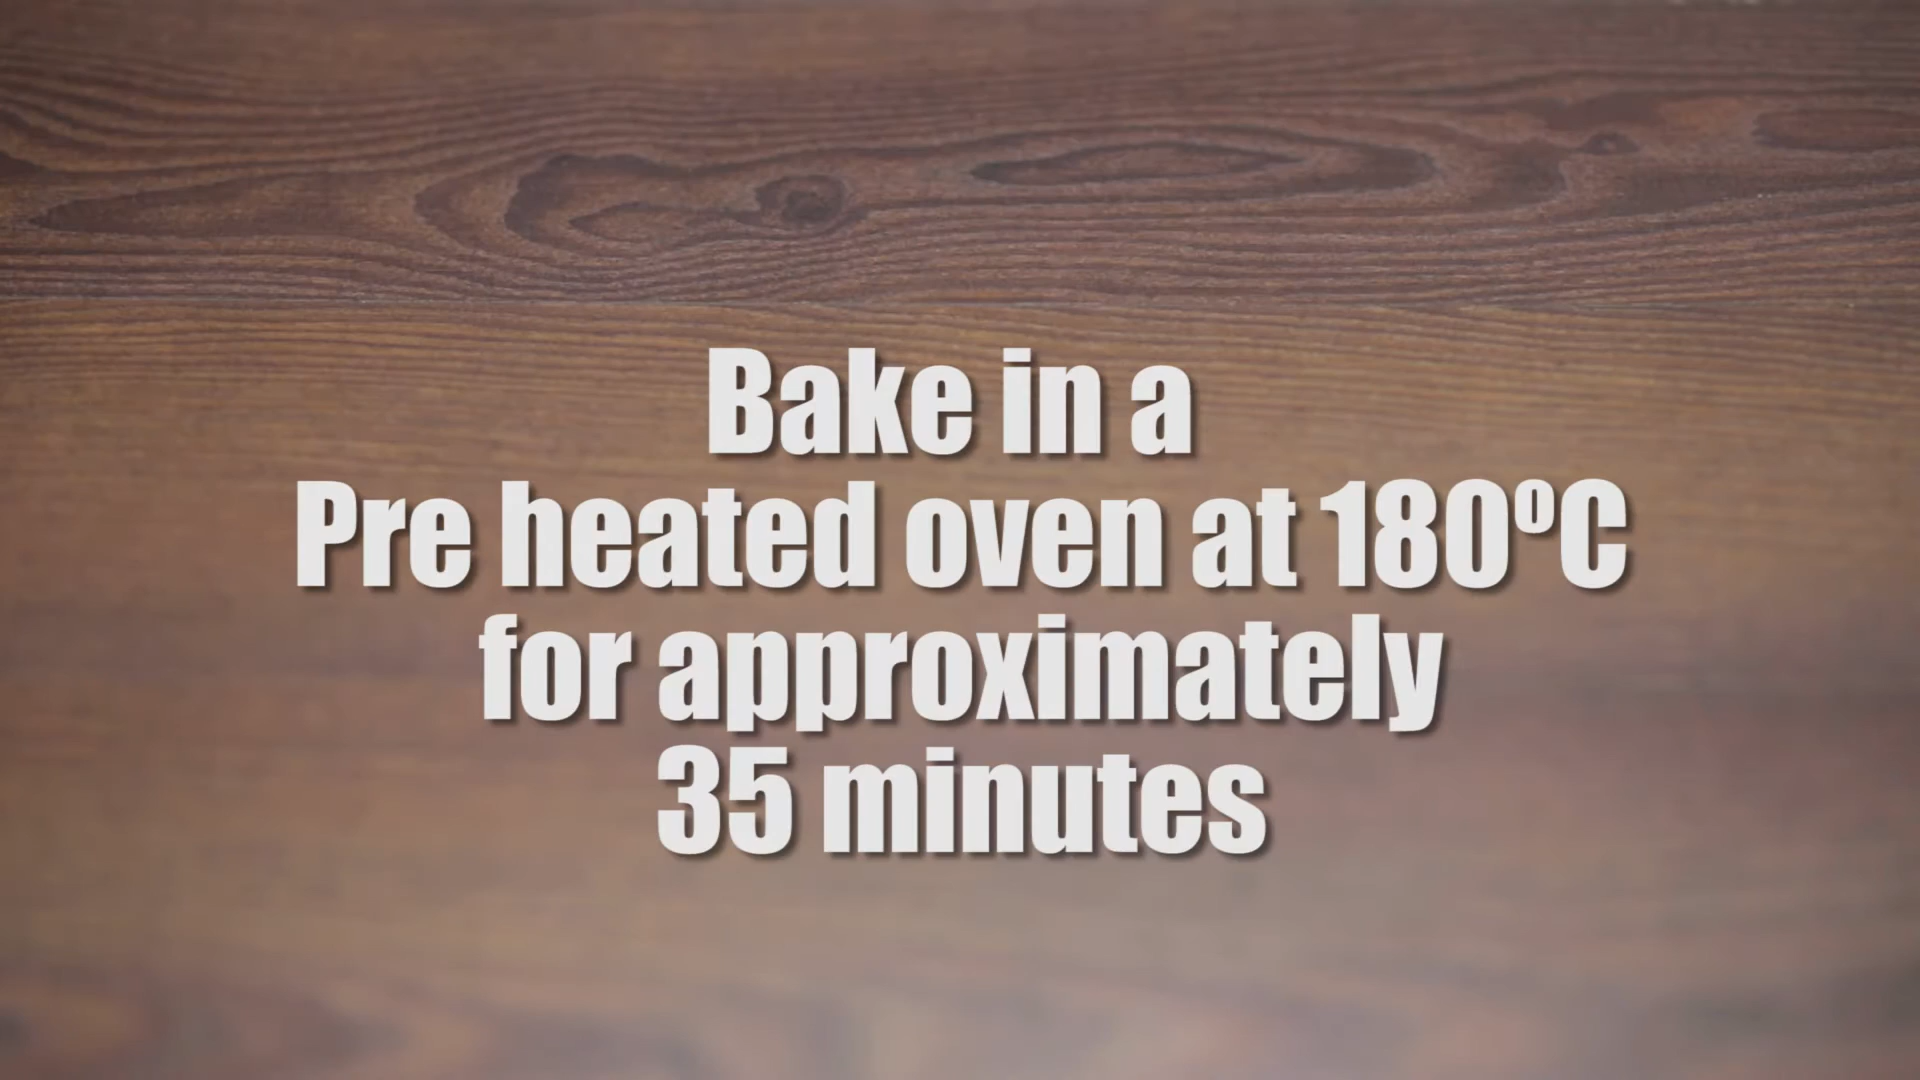 Bake in a
Pre heated oven at 180ºC
for approximately
35 minutes